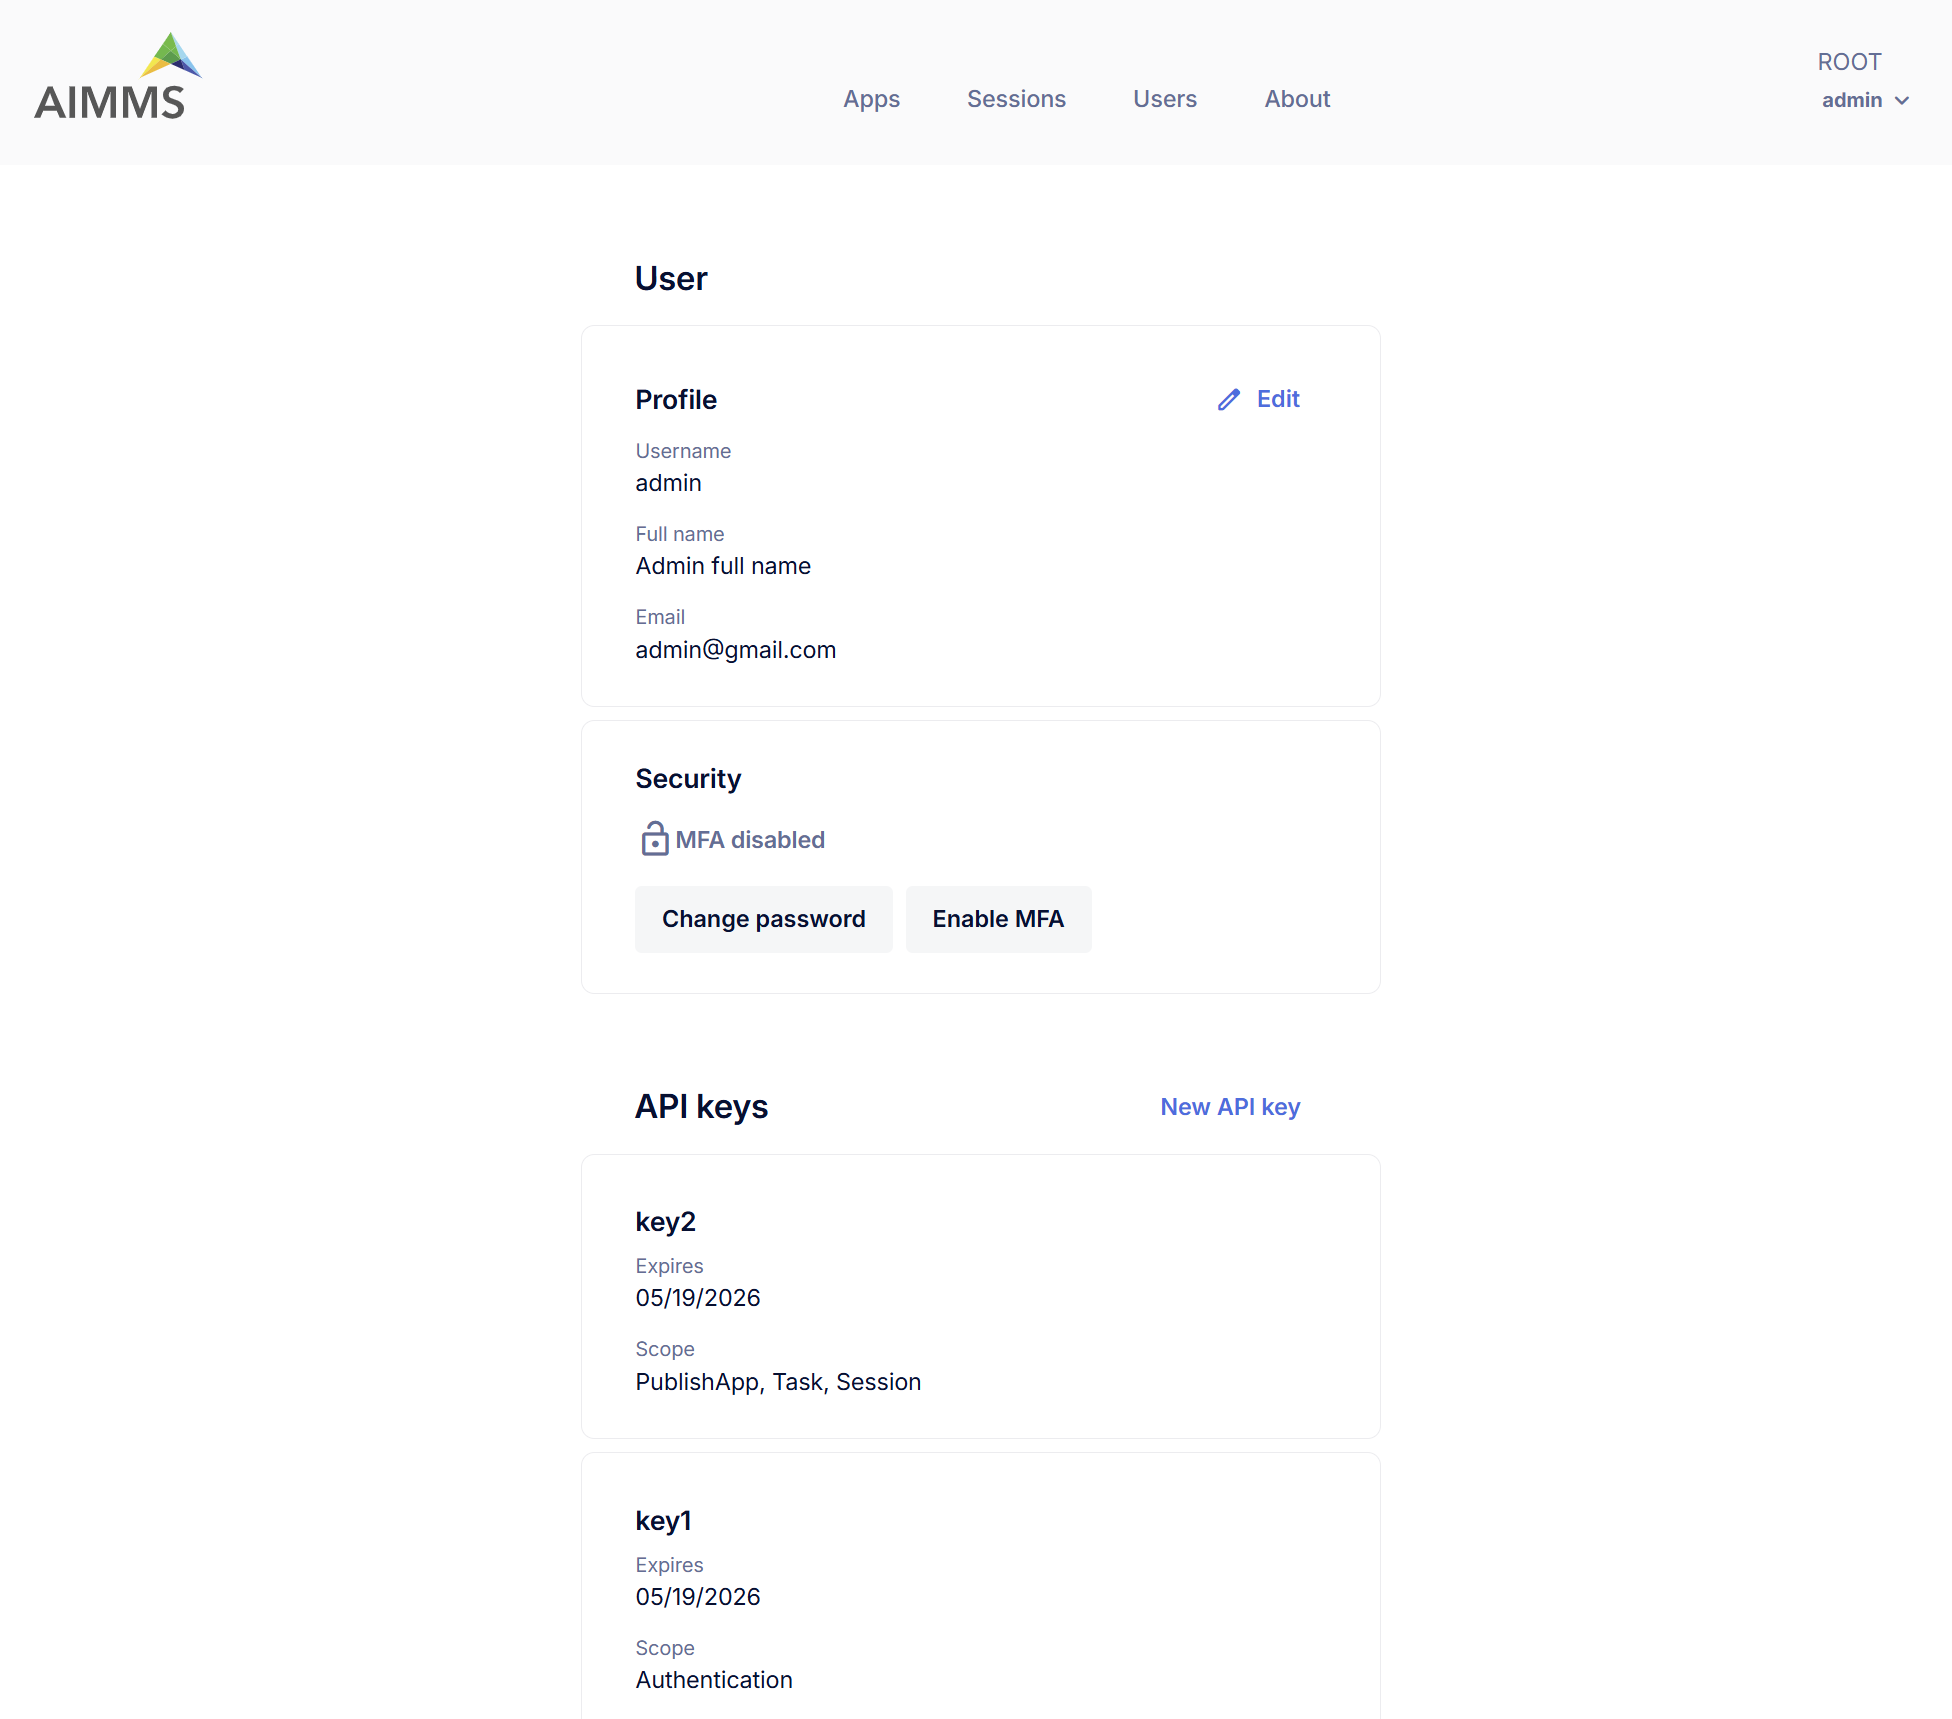 AIMMS
Apps Sessions Users About
ROOT
admin
User
Profile
Edit
Username
admin
Full name
Admin full name
Email
admin@gmail.com
Security
MFA disabled
Change password Enable MFA
API keys
New API key
key2
Expires
05/19/2026
Scope
PublishApp, Task, Session
key1
Expires
05/19/2026
Scope
Authentication